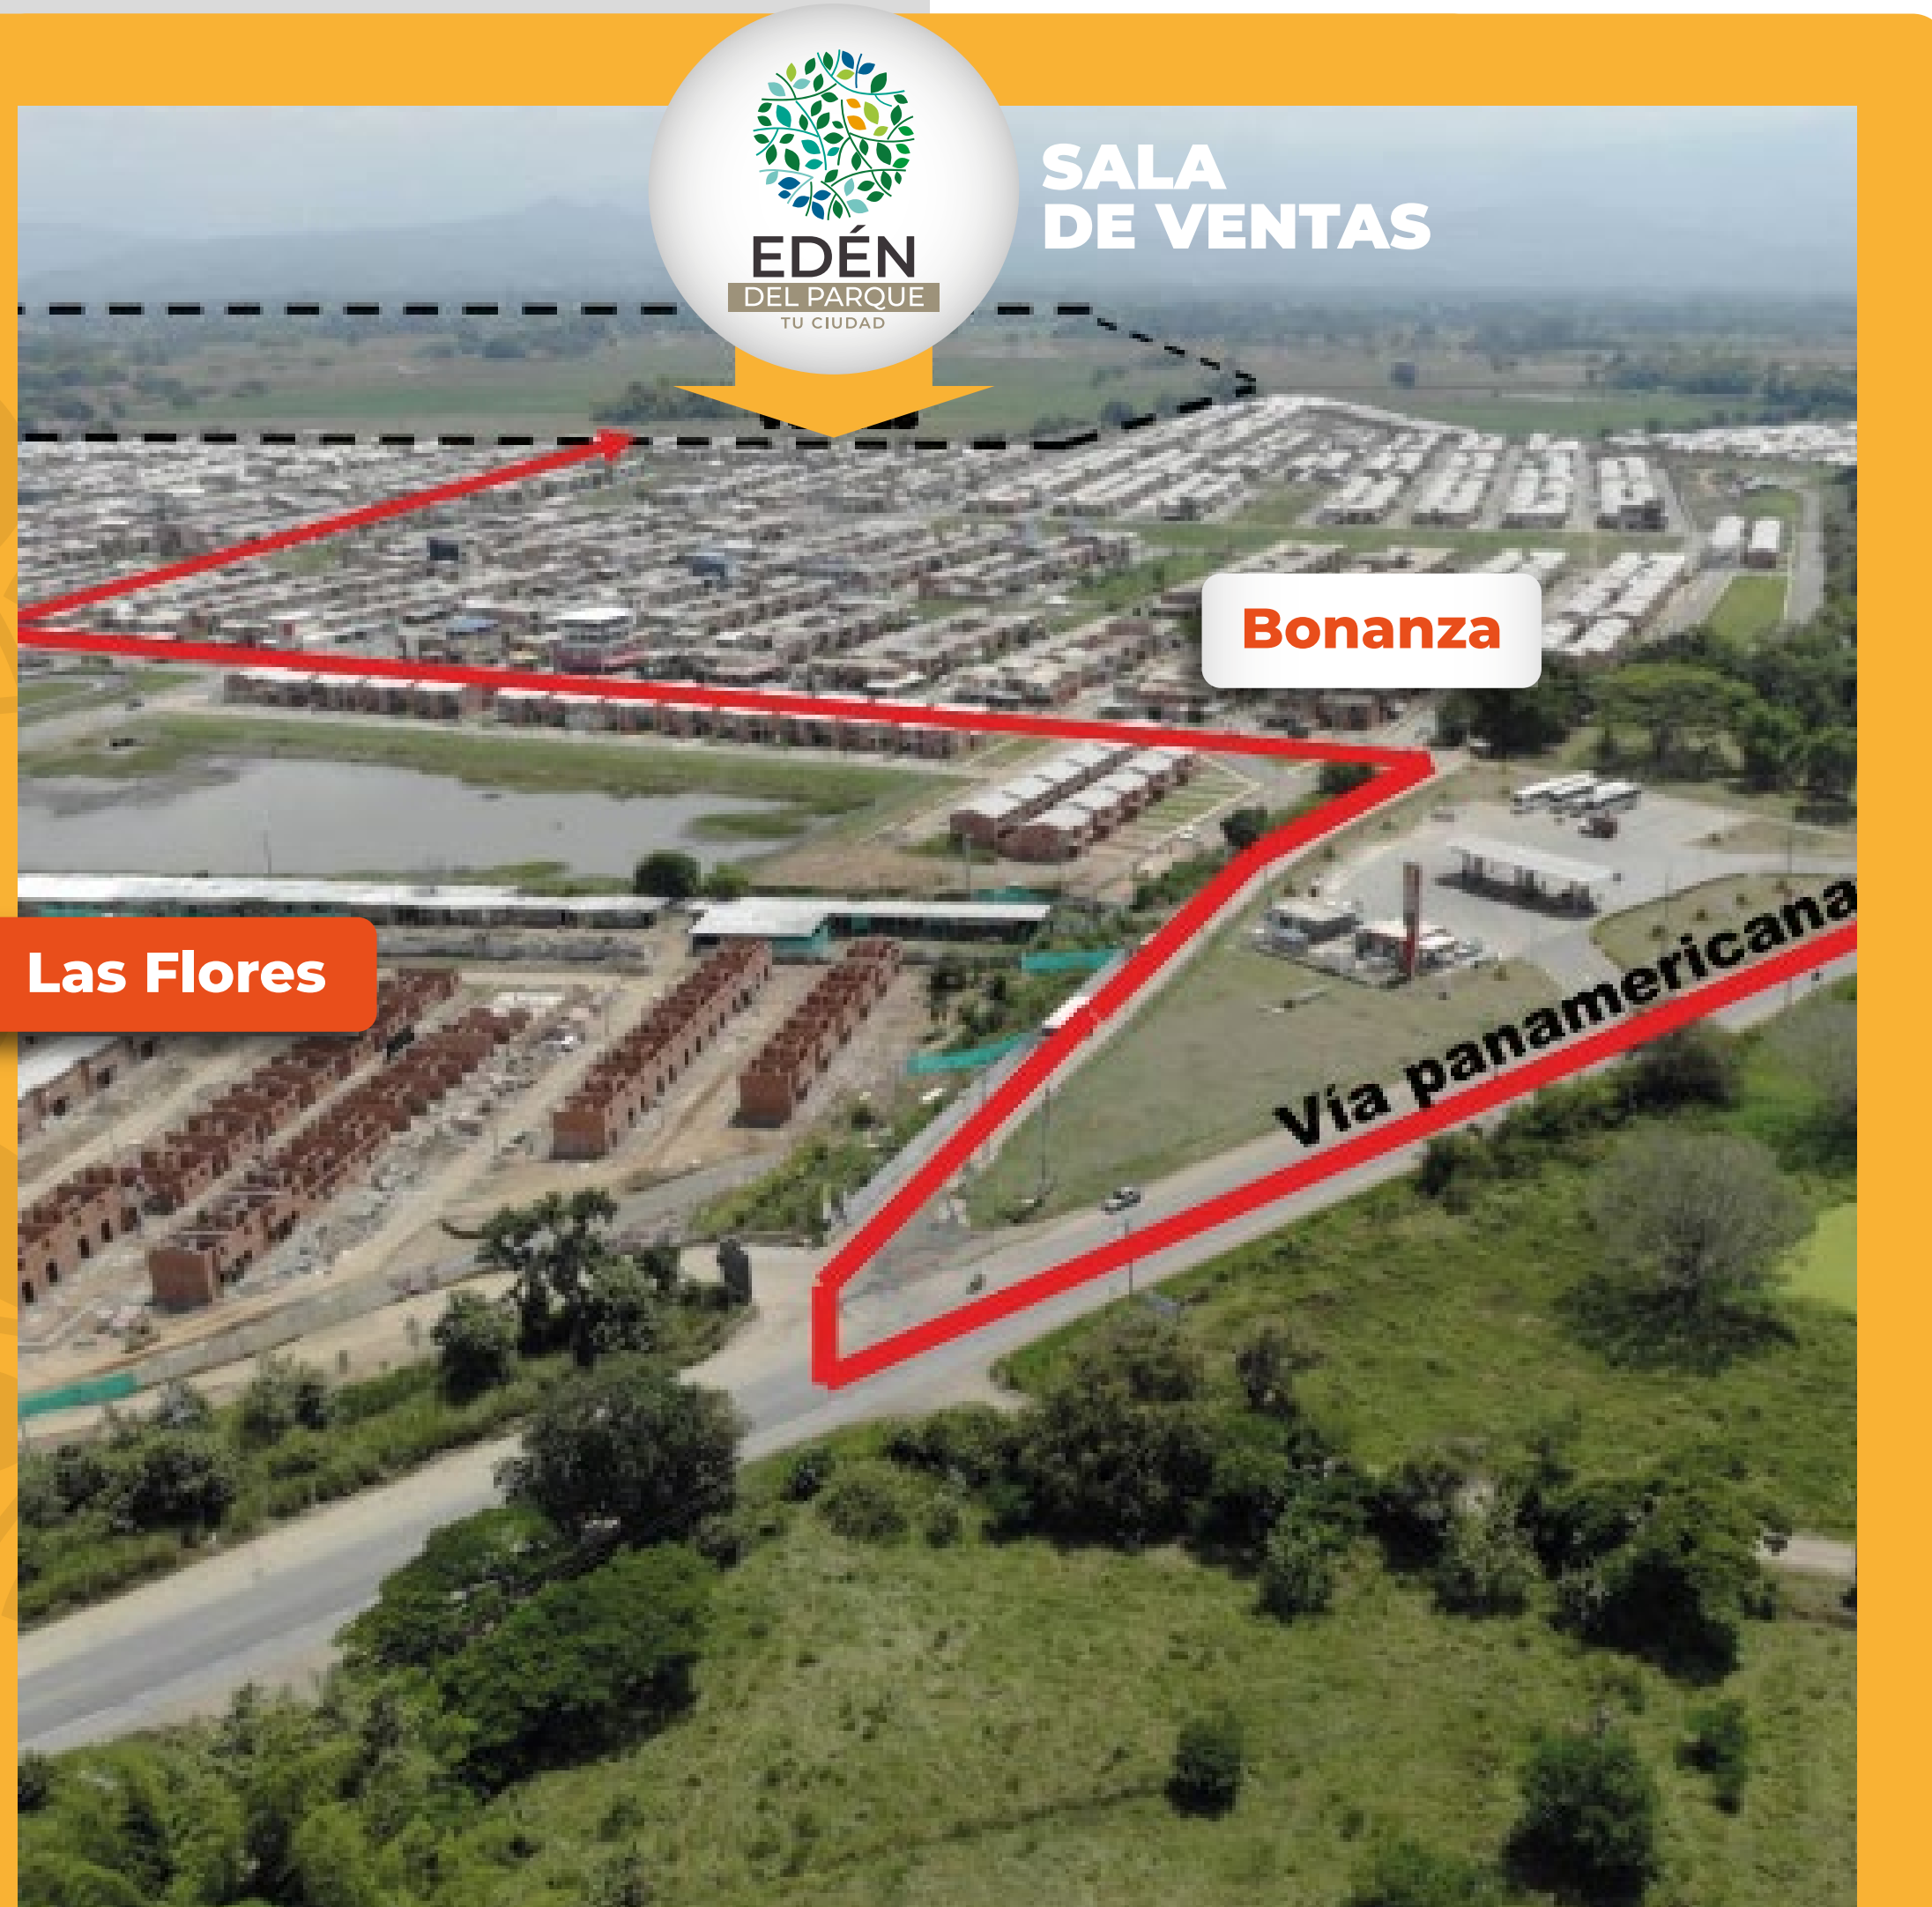 EDÉN
DEL PARQUE
TU CIUDAD
SALA
DE VENTAS
Bonanza
Las Flores
Vía panamericana